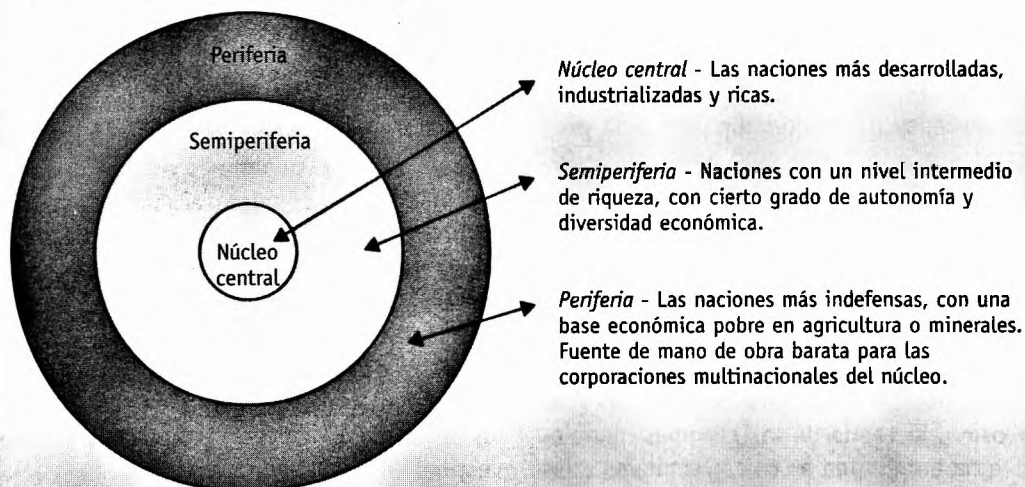 Periferia
Semiperiferia
Núcleo
central
Núcleo central - Las naciones más desarrolladas,
industrializadas y ricas.
Semiperiferia - Naciones con un nivel intermedio
de riqueza, con cierto grado de autonomía y
diversidad económica.
Periferia - Las naciones más indefensas, con una
base económica pobre en agricultura o minerales.
Fuente de mano de obra barata para las
corporaciones multinacionales del núcleo.